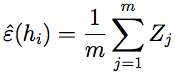 $\hat{\varepsilon}(h_i) = \frac{1}{m} \sum_{j=1}^{m} Z_j$